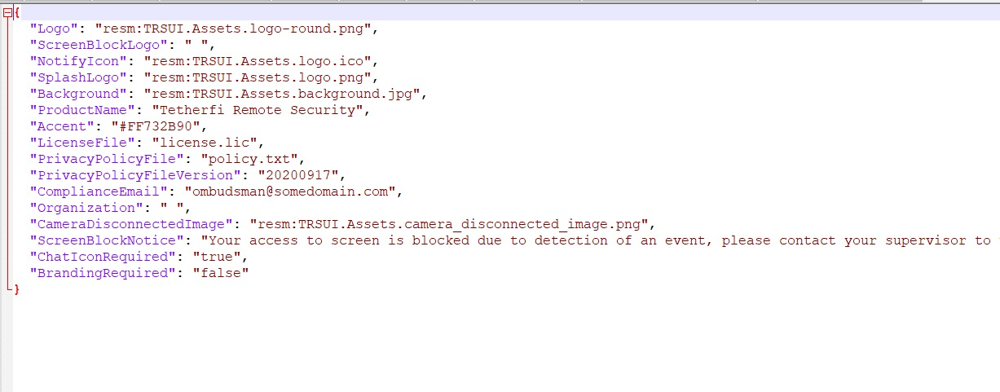 {
"Logo": "resm:TRSUI.Assets.logo-round.png",
"ScreenBlockLogo": " ",
"NotifyIcon": "resm:TRSUI.Assets.logo.ico",
"SplashLogo": "resm:TRSUI.Assets.logo.png",
"Background": "resm:TRSUI.Assets.background.jpg",
"ProductName": "Tetherfi Remote Security",
"Accent": "#FF732B90",
"LicenseFile": "license.lic",
"PrivacyPolicyFile": "policy.txt",
"PrivacyPolicyFileVersion": "20200917",
"ComplianceEmail": "ombudsman@somedomain.com",
"Organization": " ",
"CameraDisconnectedImage": "resm:TRSUI.Assets.camera_disconnected_image.png",
"ScreenBlockNotice": "Your access to screen is blocked due to detection of an event, please contact your supervisor to
"ChatIconRequired": "true",
"BrandingRequired": "false"
}